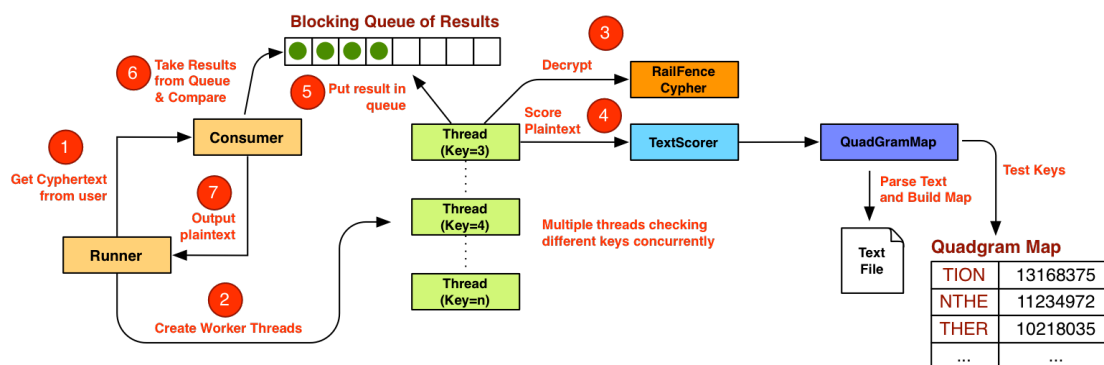 Blocking Queue of Results
3
6
Take Results
from Queue
& Compare
5
Put result in
queue
Decrypt
RailFence
Cypher
Score
Plaintext
4
1
Consumer
Thread
(Key=3)
TextScorer
QuadGramMap
Get Cyphertext
frrom user
7
Output
plaintext
Parse Text
and Build Map
Test Keys
Thread
(Key=4)
Multiple threads checking
different keys concurrently
Runner
Text
File
Quadgram Map
2
Create Worker Threads
Thread
(Key=n)
TION 13168375
NTHE 11234972
THER 10218035
... ...